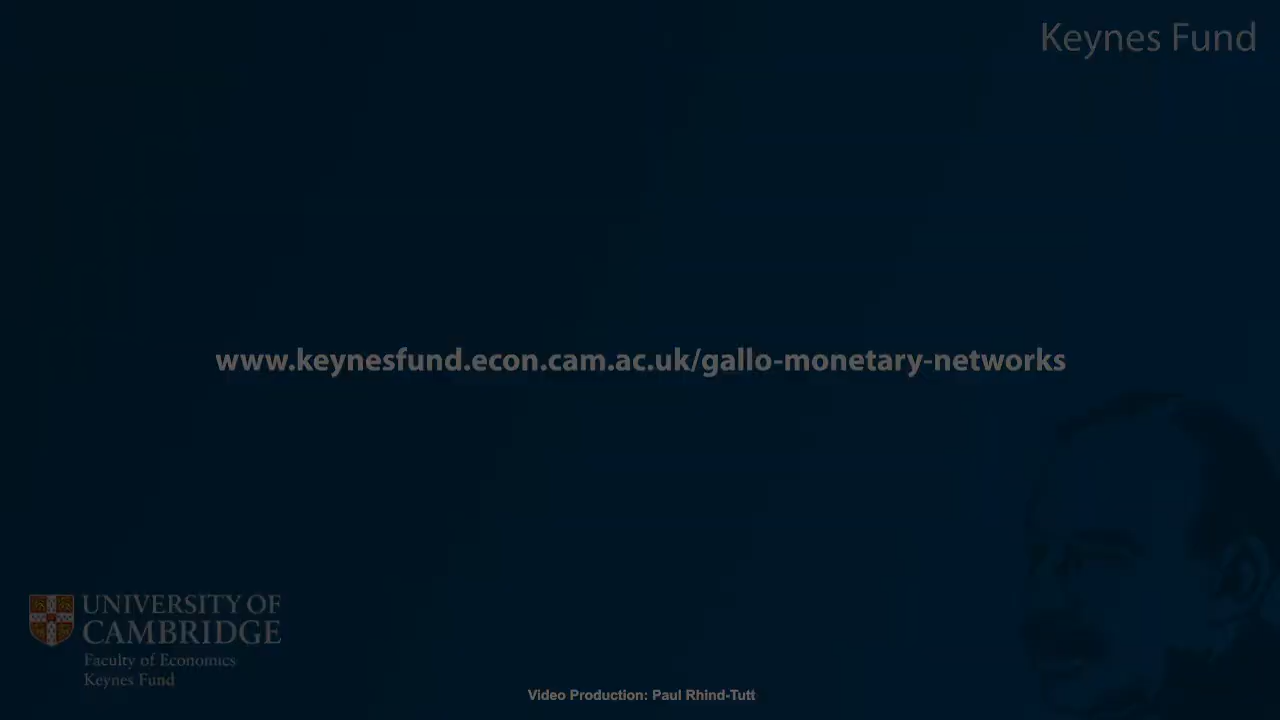 Keynes Fund
www.keynesfund.econ.cam.ac.uk/gallo-monetary-networks
UNIVERSITY OF
CAMBRIDGE
Faculty of Economics
Keynes Fund
Video Production: Paul Rhind-Tutt